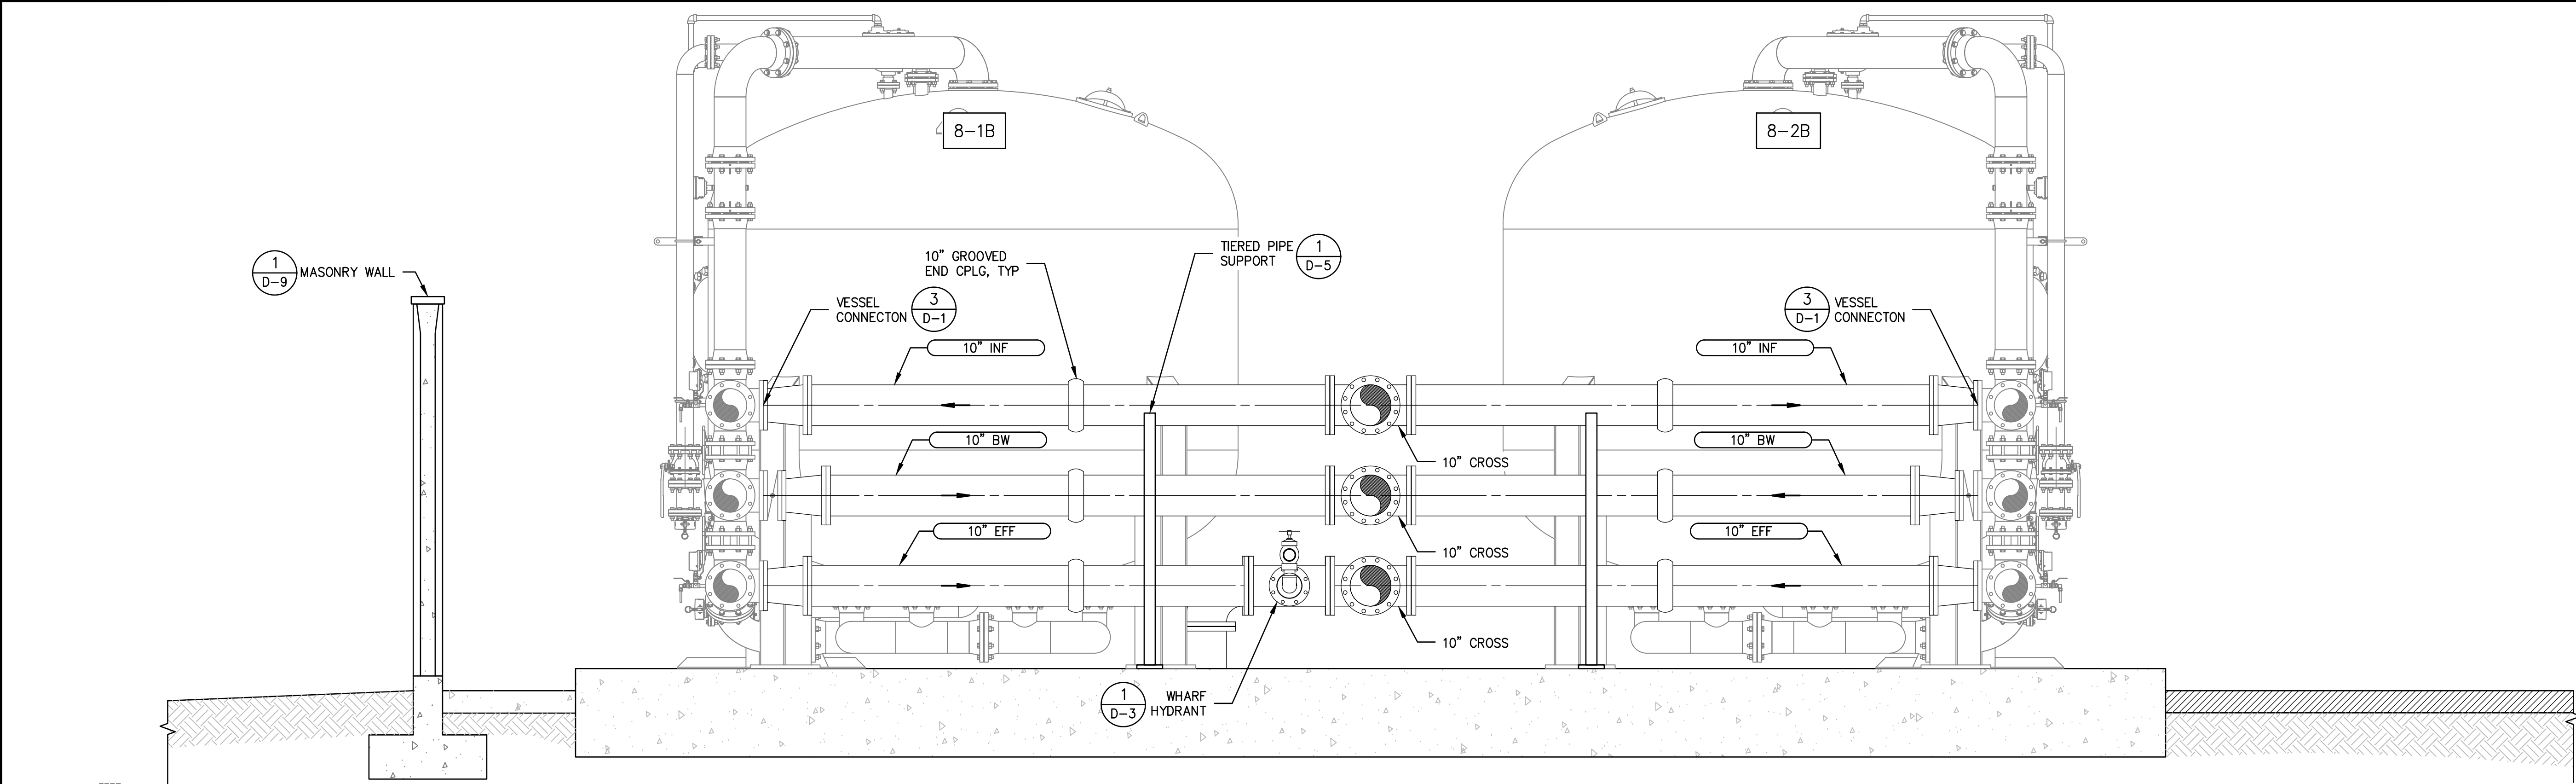 8-1B
8-2B
1
D-9
MASONRY WALL
10" GROOVED
END CPLG, TYP
TIERED PIPE
SUPPORT
1
D-5
VESSEL
CONNECTON
3
D-1
3
D-1
VESSEL
CONNECTON
10" INF
10" INF
10" BW
10" BW
10" CROSS
10" EFF
10" EFF
10" CROSS
10" CROSS
1
D-3
WHARF
HYDRANT